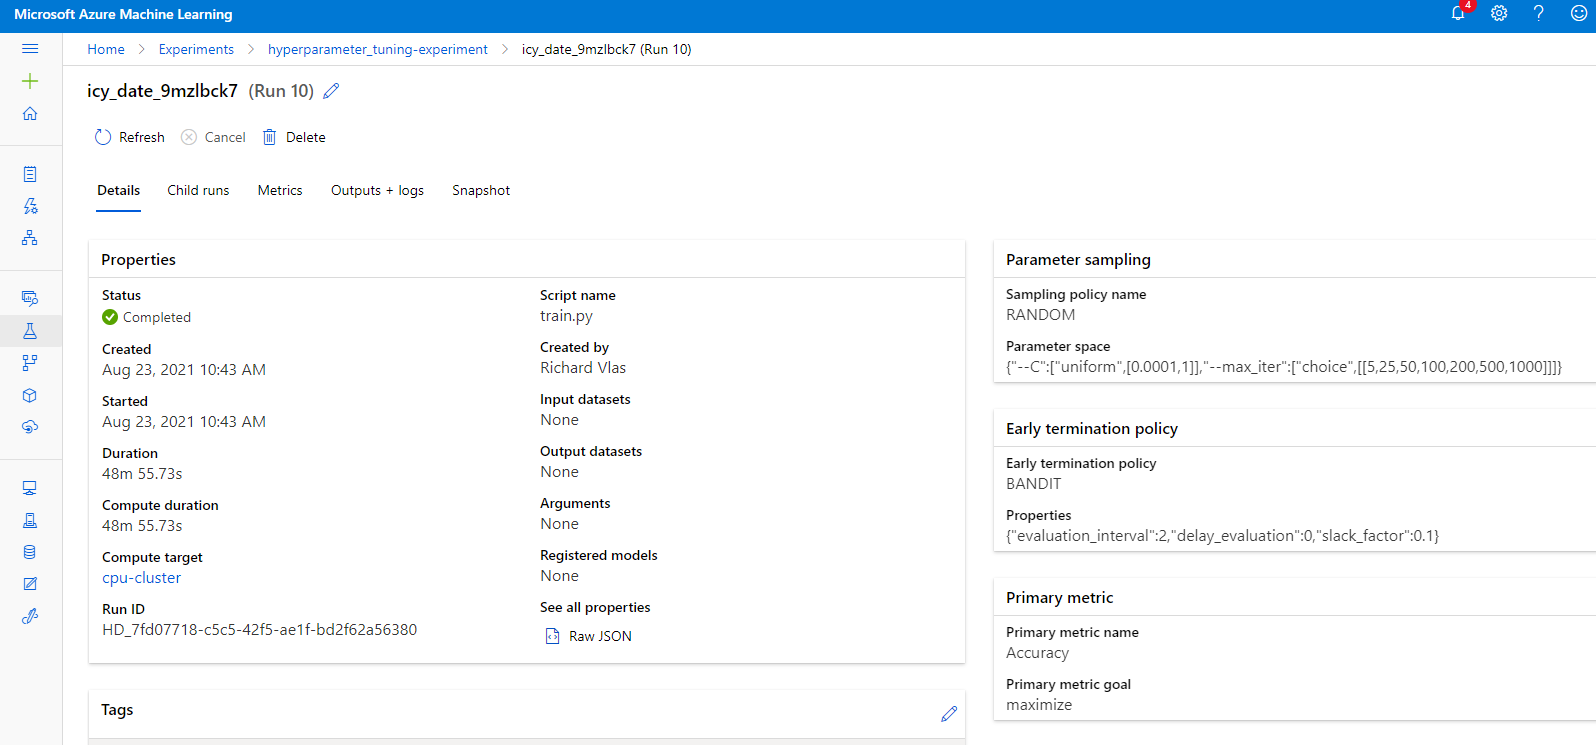 Microsoft Azure Machine Learning
4
?
Home > Experiments > hyperparameter_tuning-experiment > icy_date_9mzlbck7 (Run 10)
icy_date_9mzlbck7 (Run 10)
Refresh Cancel Delete
Details Child runs Metrics Outputs + logs Snapshot
Properties
Status
Completed
Created
Aug 23, 2021 10:43 AM
Started
Aug 23, 2021 10:43 AM
Duration
48m 55.73s
Compute duration
48m 55.73s
Compute target
cpu-cluster
Run ID
HD_7fd07718-c5c5-42f5-ae1f-bd2f62a56380
Script name
train.py
Created by
Richard Vlas
Input datasets
None
Output datasets
None
Arguments
None
Registered models
None
See all properties
Raw JSON
Tags
Parameter sampling
Sampling policy name
RANDOM
Parameter space
{"--C":["uniform",[0.0001,1]],"--max_iter":["choice",[[5,25,50,100,200,500,1000]]]}
Early termination policy
Early termination policy
BANDIT
Properties
{"evaluation_interval":2,"delay_evaluation":0,"slack_factor":0.1}
Primary metric
Primary metric name
Accuracy
Primary metric goal
maximize